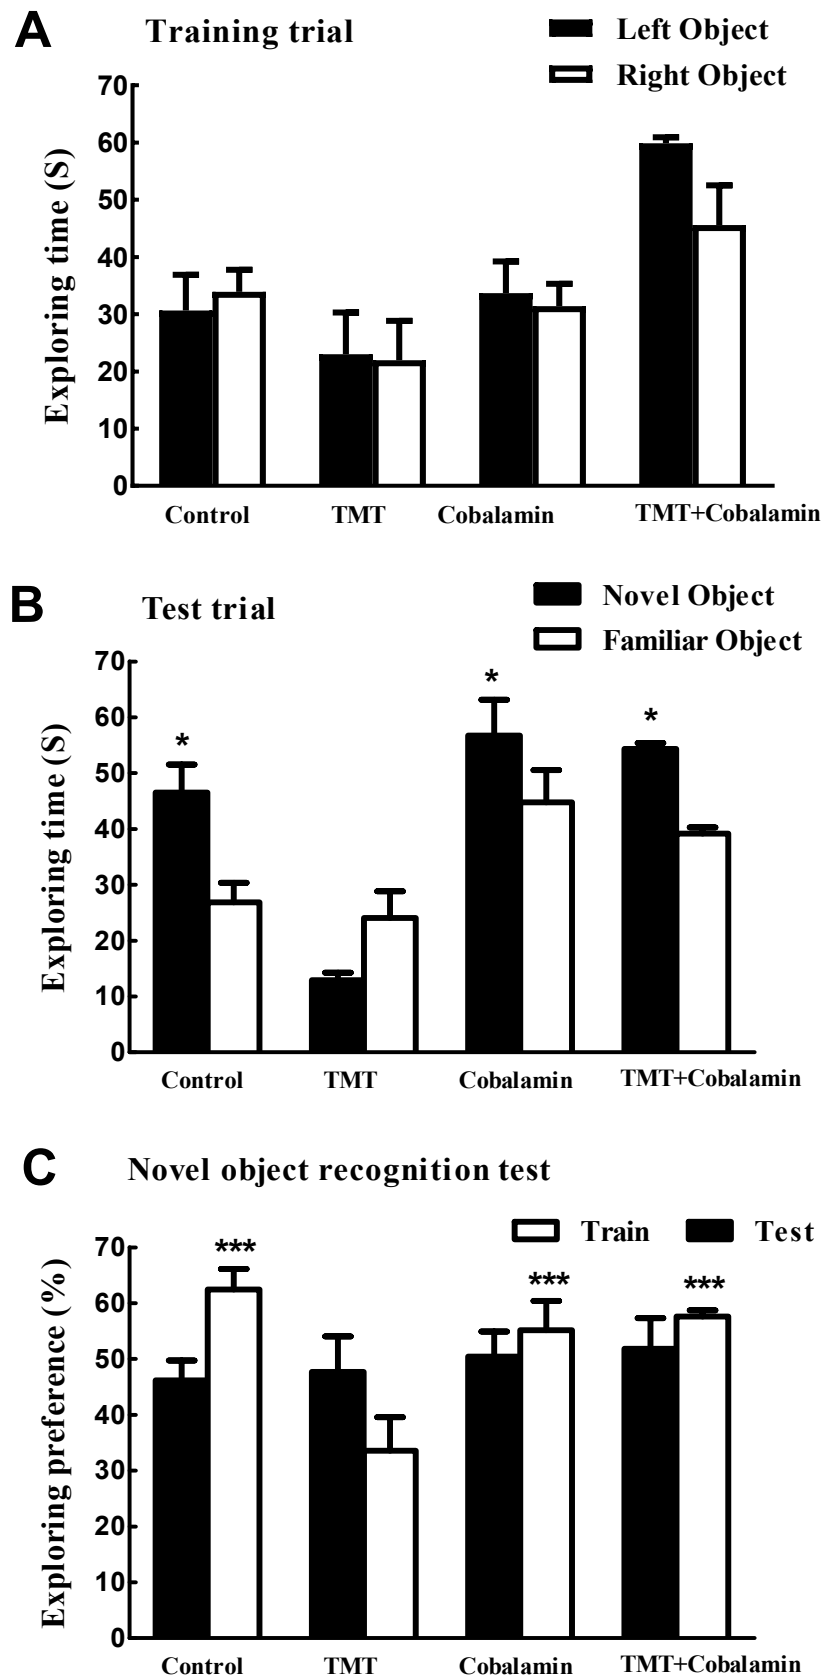 A
Training trial
Left Object
Right Object
Exploring time (S)
70
60
50
40
30
20
10
0
Control TMT Cobalamin TMT+Cobalamin
B
Test trial
Novel Object
Familiar Object
Exploring time (S)
70
60
50
40
30
20
10
0
* * *
Control TMT Cobalamin TMT+Cobalamin
C
Novel object recognition test
Train Test
Exploring preference (%)
70
60
50
40
30
20
10
0
*** *** ***
Control TMT Cobalamin TMT+Cobalamin